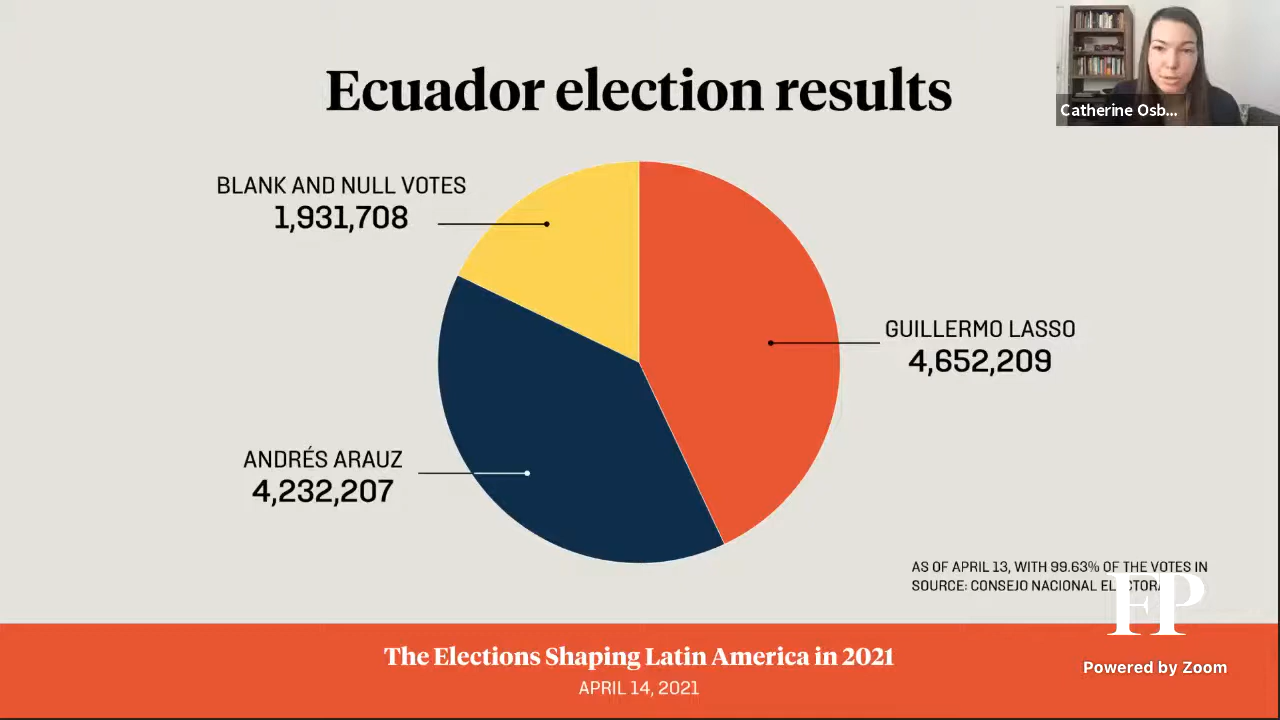 Ecuador election results
Catherine Osb...
BLANK AND NULL VOTES
1,931,708
GUILLERMO LASSO
4,652,209
ANDRÉS ARAUZ
4,232,207
AS OF APRIL 13, WITH 99.63% OF THE VOTES IN
SOURCE: CONSEJO NACIONAL ELECTORAL
FP
The Elections Shaping Latin America in 2021
Powered by Zoom
APRIL 14, 2021